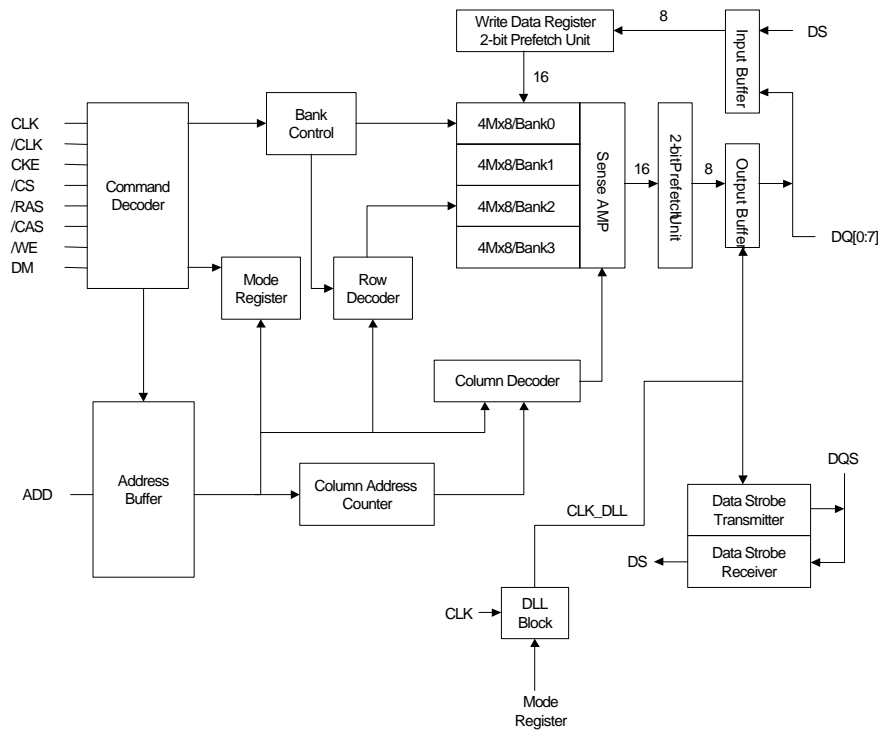 Write Data Register
2-bit Prefetch Unit
8
DS
Input Buffer
16
CLK
/CLK
CKE
/CS
/RAS
/CAS
/WE
DM
Command
Decoder
Bank
Control
4Mx8/Bank0
4Mx8/Bank1
4Mx8/Bank2
4Mx8/Bank3
Sense AMP
16
2-bitPrefetchUnit
8
Output Buffer
DQ[0:7]
Mode
Register
Row
Decoder
Column Decoder
ADD
Address
Buffer
Column Address
Counter
CLK_DLL
DQS
Data Strobe
Transmitter
Data Strobe
Receiver
DS
CLK
DLL
Block
Mode
Register